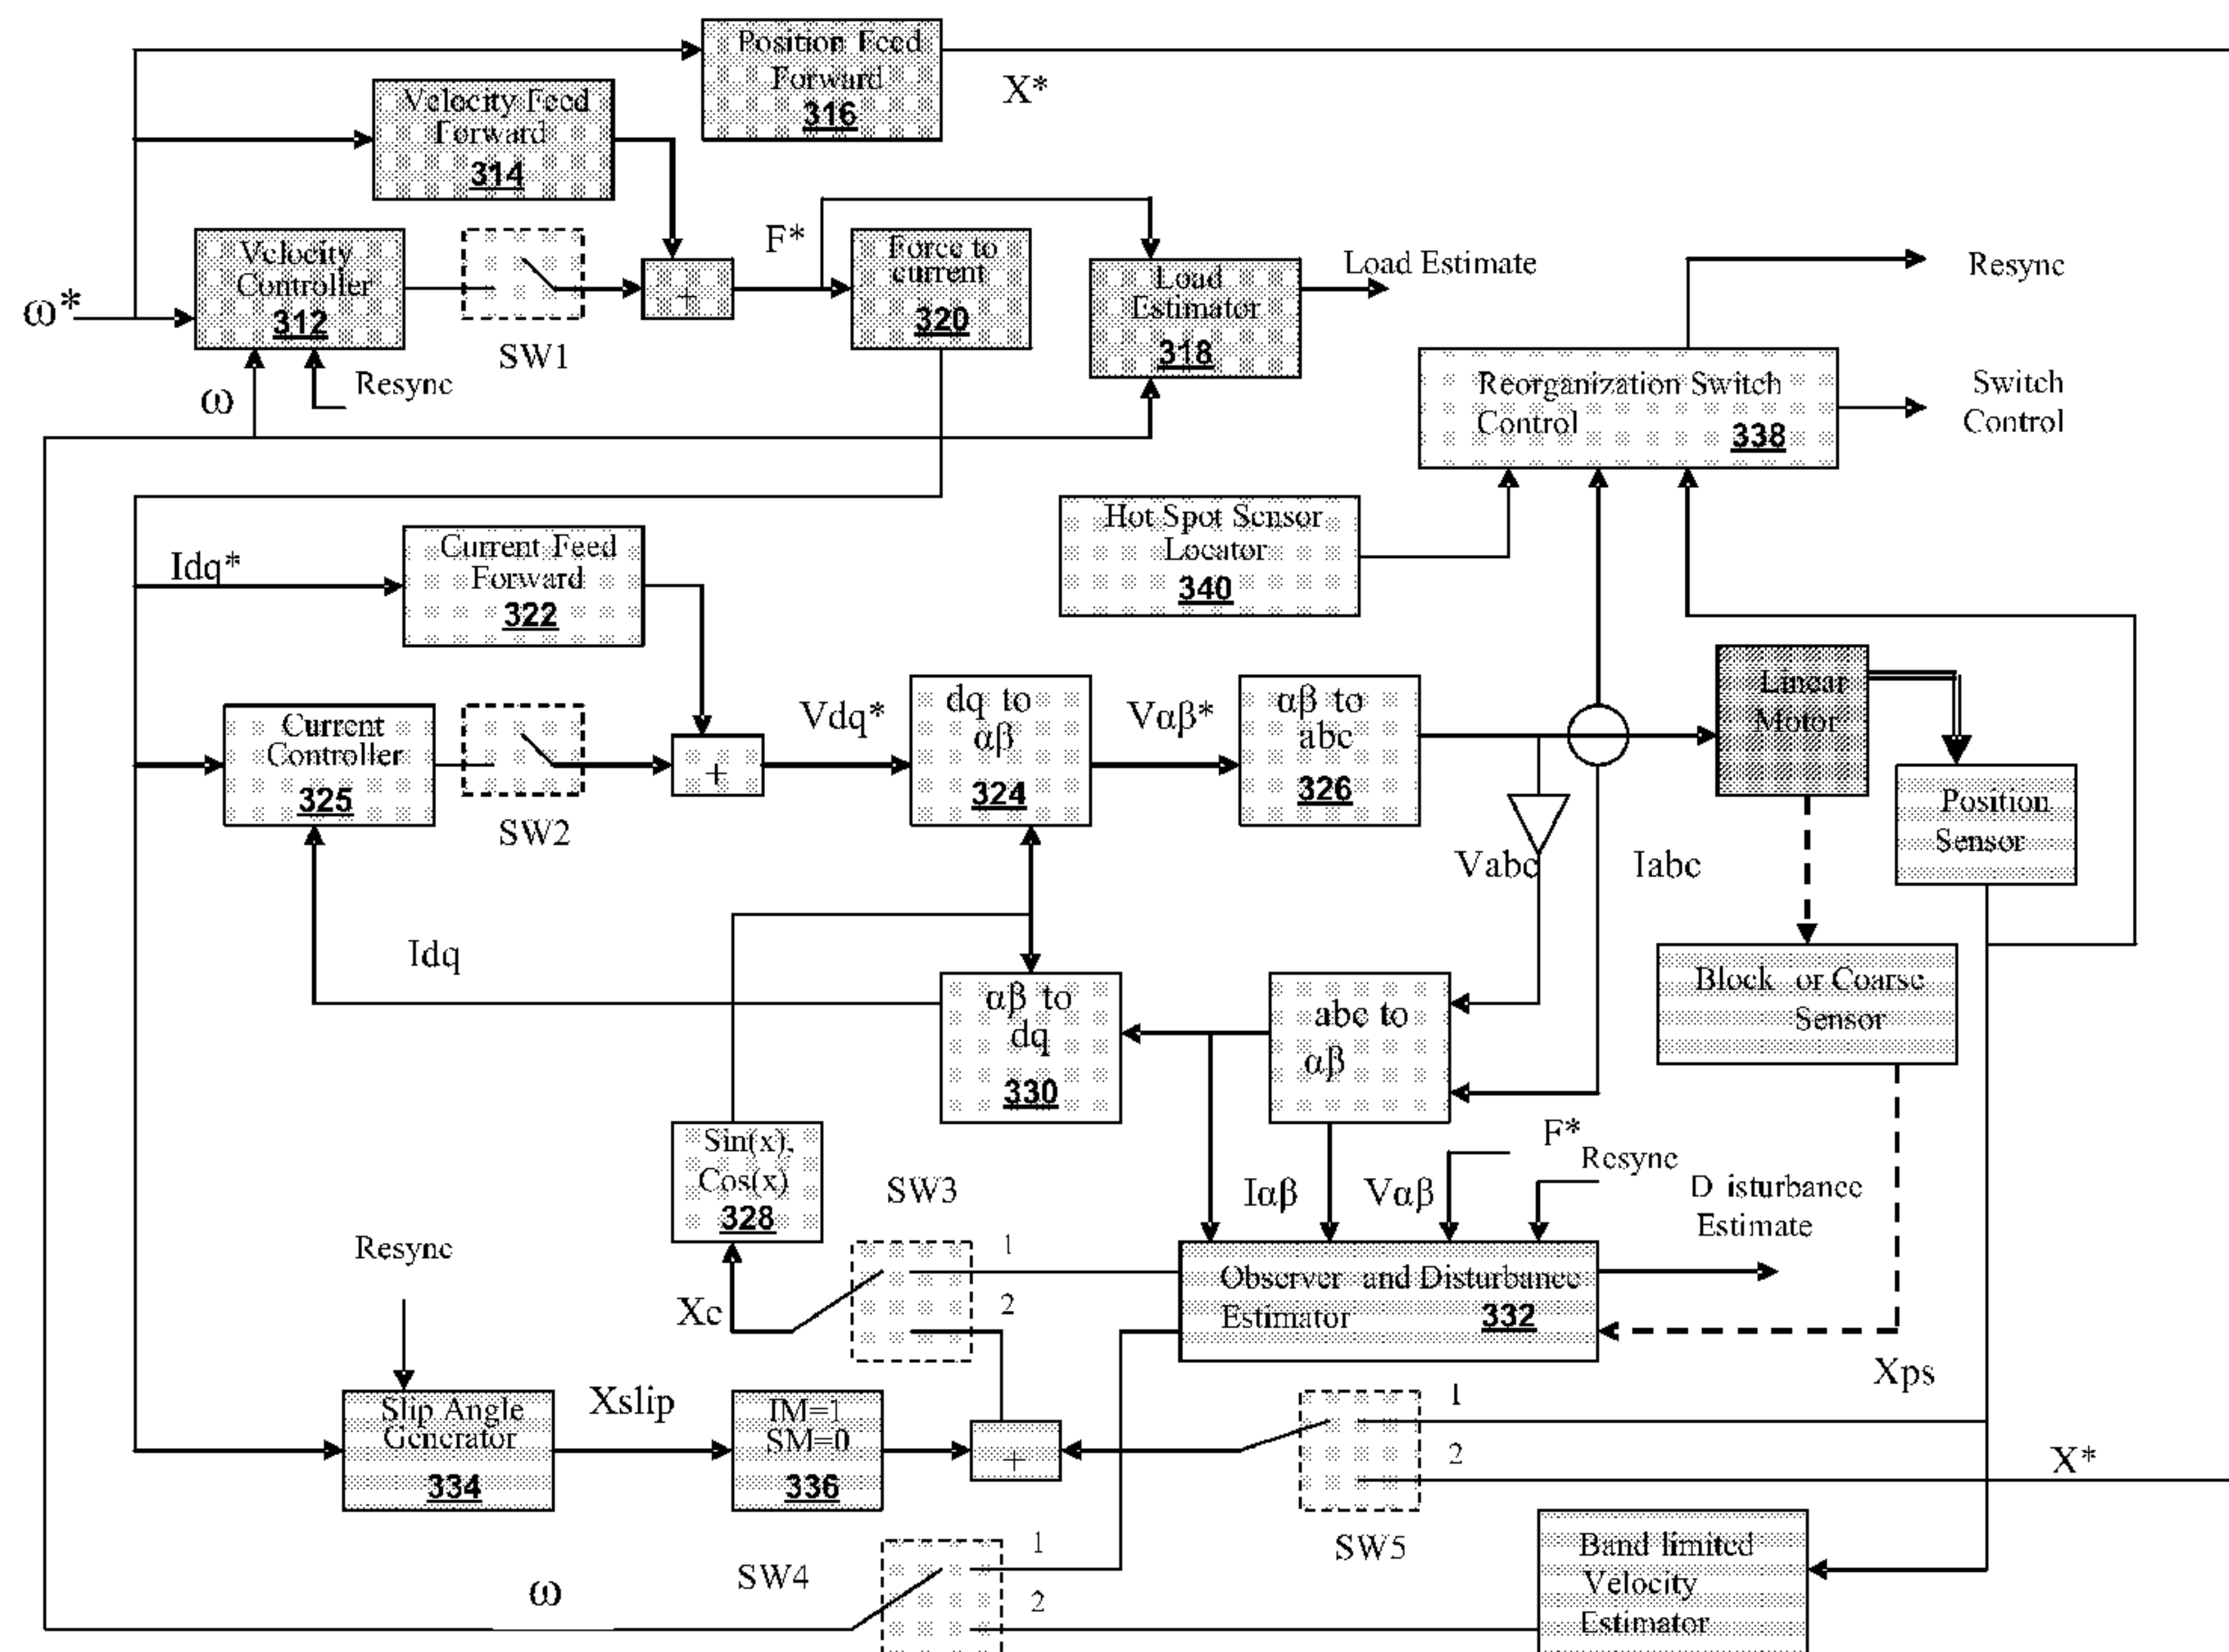 Position Feed
Forward
316
X*
Velocity Feed
Forward
314
Velocity
Controller
312
ω*
ω
Resync
SW1
+
F*
Force to
current
320
Load
Estimator
318
Load Estimate
Resync
Reorganization Switch
Control
338
Switch
Control
Hot Spot Sensor
Locator
340
Idq*
Current Feed
Forward
322
Current
Controller
325
SW2
+
Vdq*
dq to
αβ
324
Vαβ*
αβ to
abc
326
Linear
Motor
Position
Sensor
Vabc
Iabc
Idq
αβ to
dq
330
abc to
αβ
Block or Coarse
Sensor
Sin(x),
Cos(x)
328
SW3
1
2
Xc
Iαβ
Vαβ
F*
Resync
D isturbance
Estimate
Observer and Disturbance
Estimator
332
Xps
Resync
Slip Angle
Generator
334
Xslip
IM=1
SM=0
336
+
1
2
SW5
X*
SW4
1
2
ω
Band limited
Velocity
Estimator